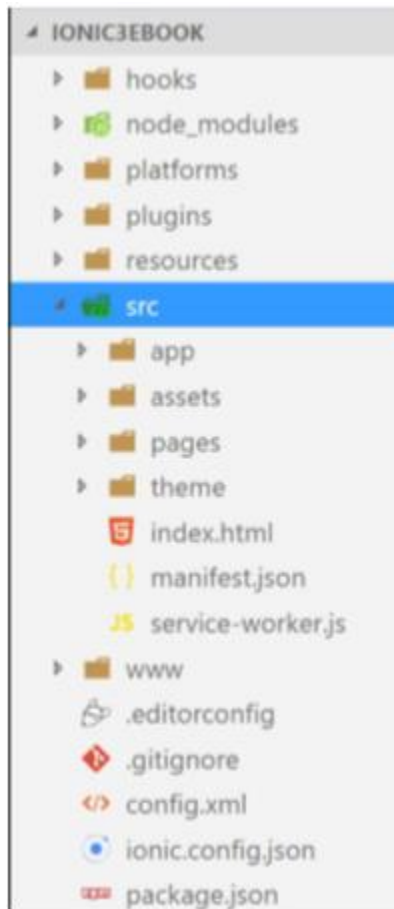 IONIC3EBOOK
hooks
node_modules
platforms
plugins
resources
src
app
assets
pages
theme
index.html
manifest.json
JS service-worker.js
www
.editorconfig
.gitignore
config.xml
ionic.config.json
package.json